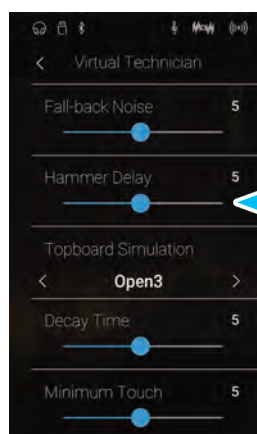 Virtual Technician
Fall-back Noise 5
Hammer Delay 5
Topboard Simulation
Open3
Decay Time 5
Minimum Touch 5